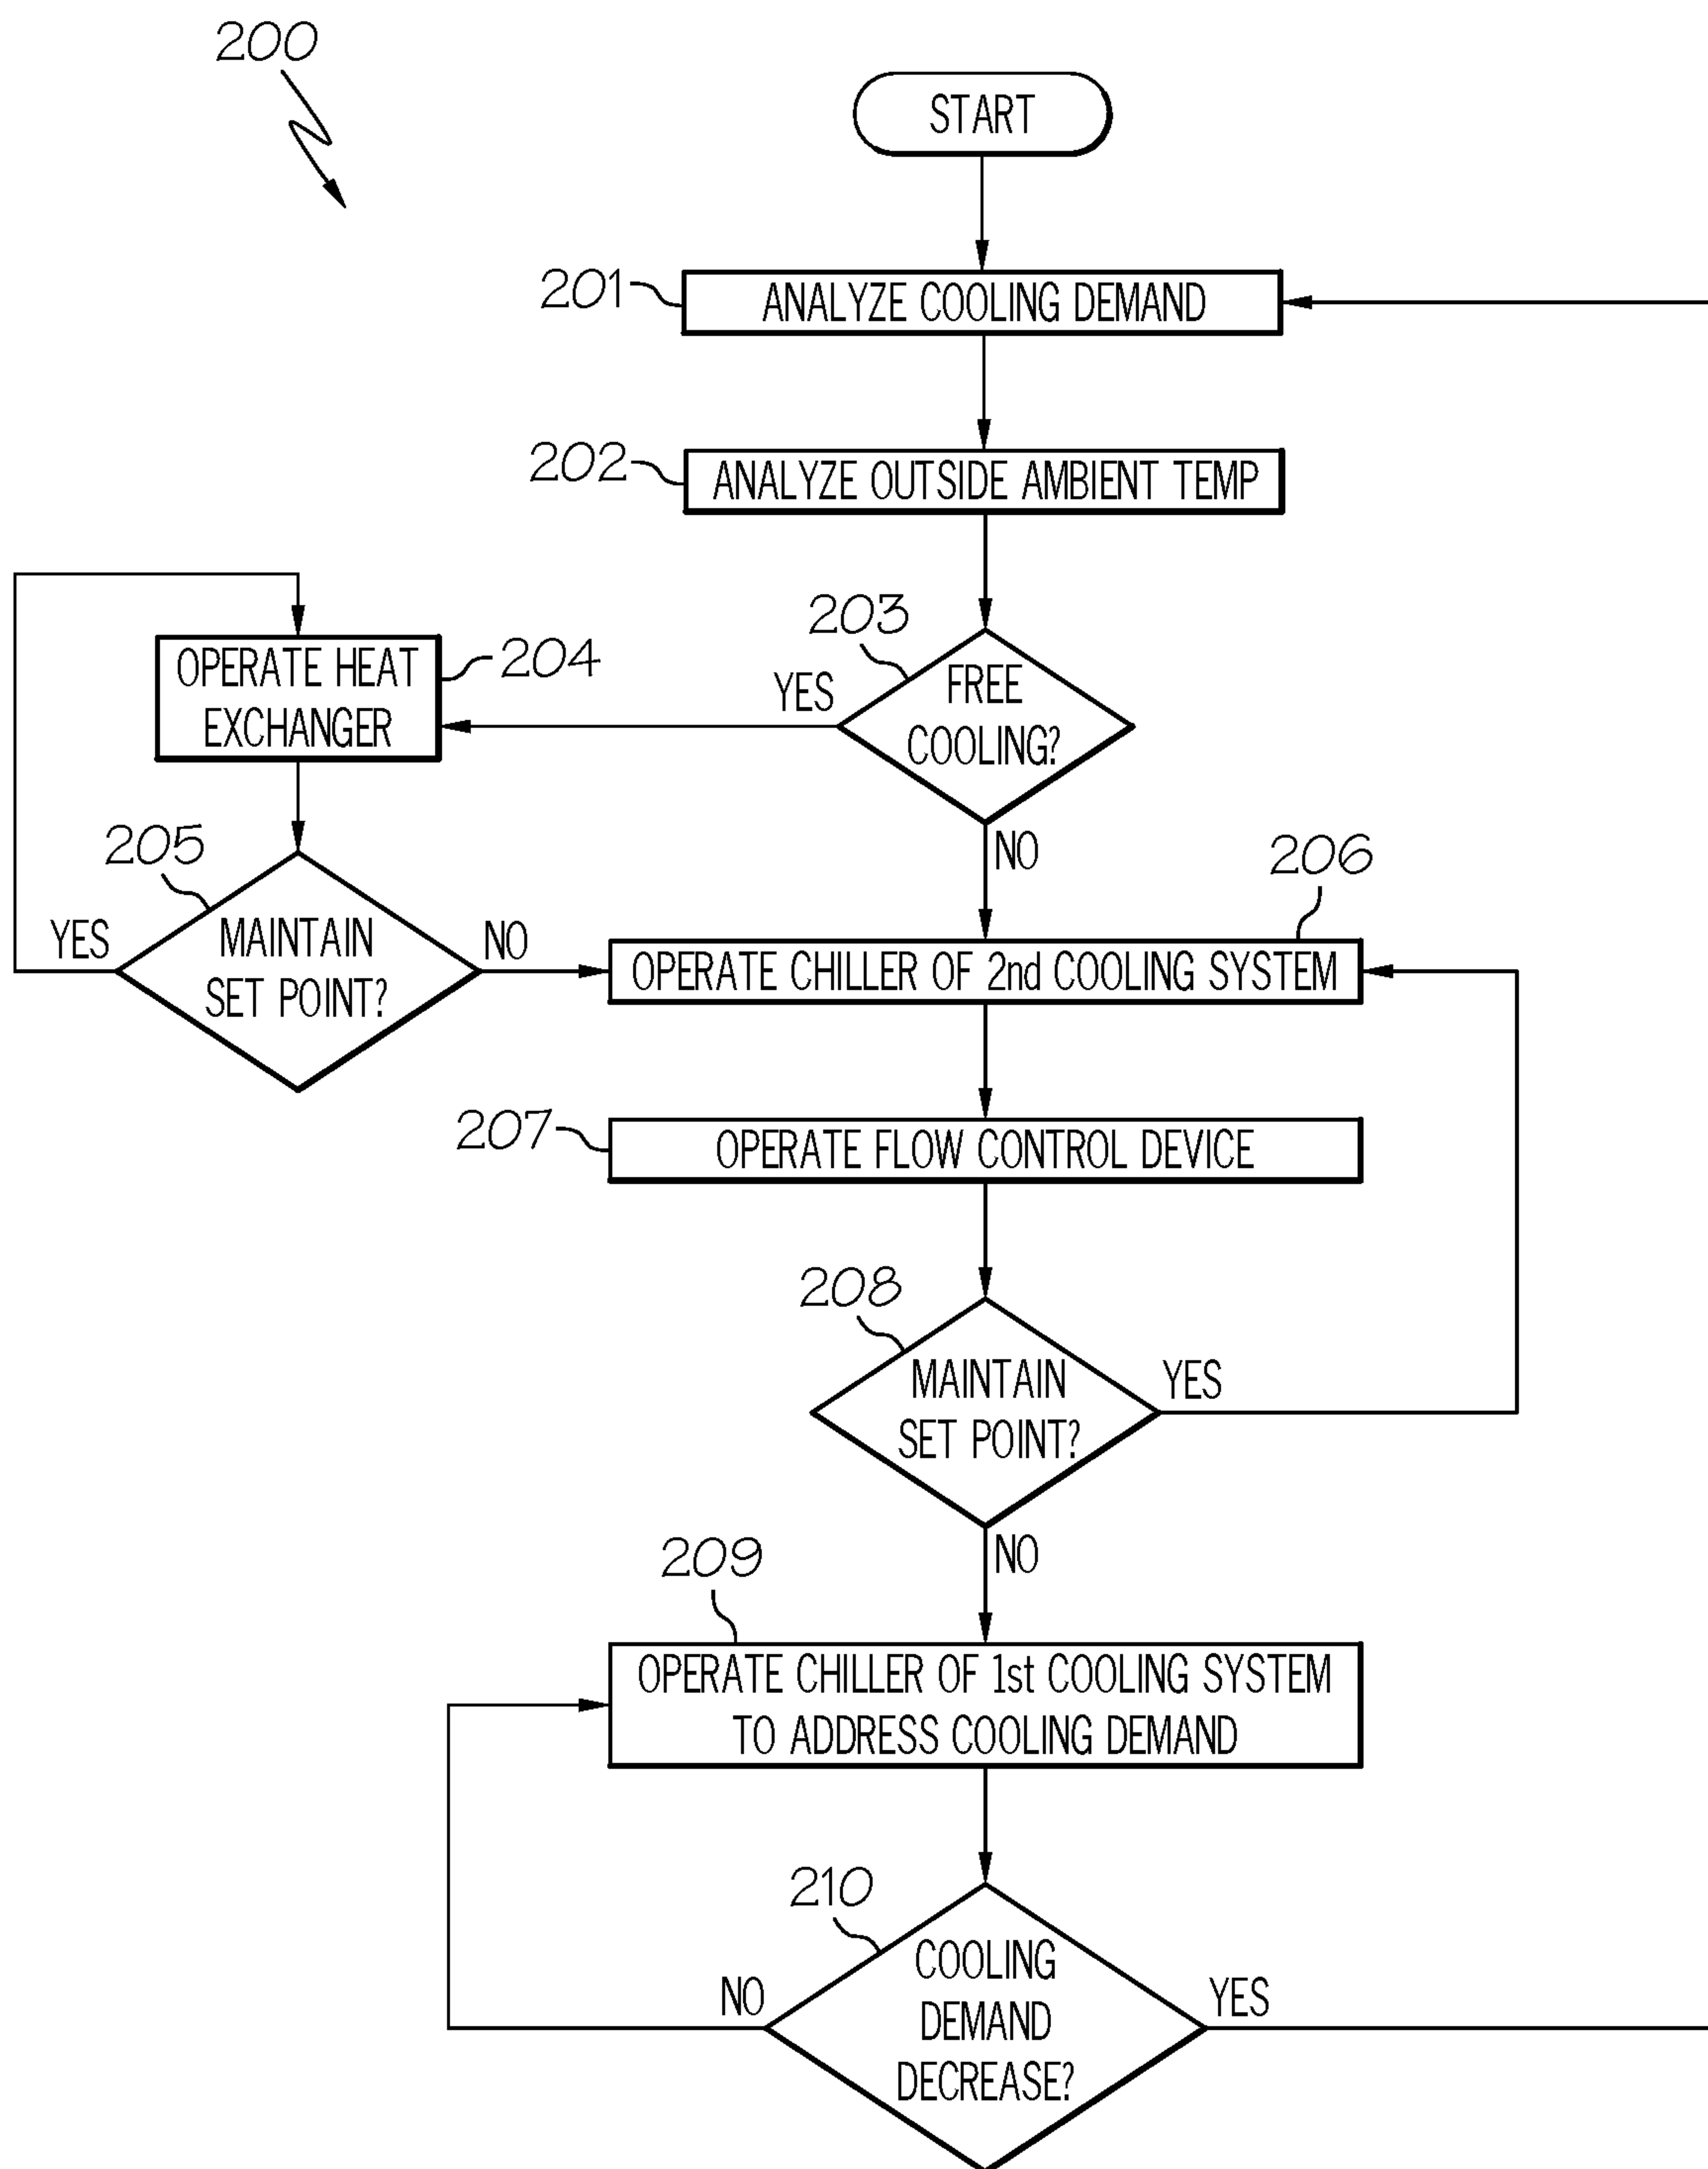 200
START
201
ANALYZE COOLING DEMAND
202
ANALYZE OUTSIDE AMBIENT TEMP
203
FREE
COOLING?
YES
NO
204
OPERATE HEAT
EXCHANGER
205
MAINTAIN
SET POINT?
YES
NO
206
OPERATE CHILLER OF 2nd COOLING SYSTEM
207
OPERATE FLOW CONTROL DEVICE
208
MAINTAIN
SET POINT?
YES
NO
209
OPERATE CHILLER OF 1st COOLING SYSTEM
TO ADDRESS COOLING DEMAND
210
COOLING
DEMAND
DECREASE?
NO
YES